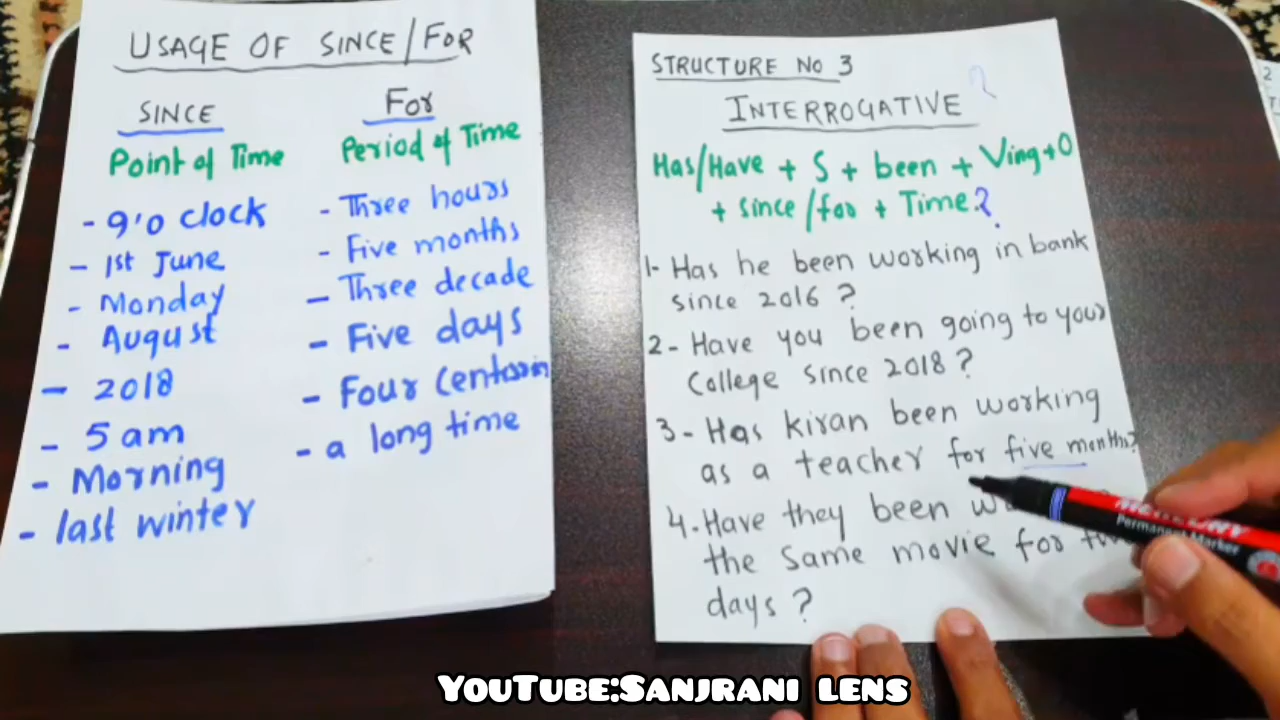 USAGE OF SINCE/FOR
SINCE
Point of Time
- 9'o clock
- 1st June
- Monday
- August
- 2018
- 5 am
- Morning
- last winter
For
Period of Time
- Three hours
- Five months
- Three decade
- Five days
- Four
- a long time
STRUCTURE NO 3
INTERROGATIVE ?
Has/Have + S + been + Ving+O
+ since/for + Time?
1- Has he been working in bank
since 2016 ?
2- Have you been going to your
College since 2018 ?
3- Has kiran been working
as a teacher for five months?
4. Have they been
the same movie for
days ?
Permanent Marker
YOUTUBE:SANJRANI LENS